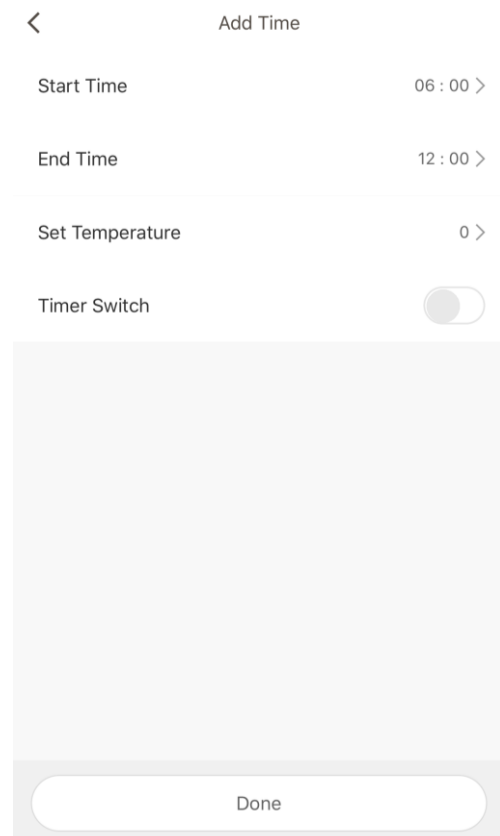 Add Time
Start Time 06 : 00
End Time 12 : 00
Set Temperature 0
Timer Switch
Done